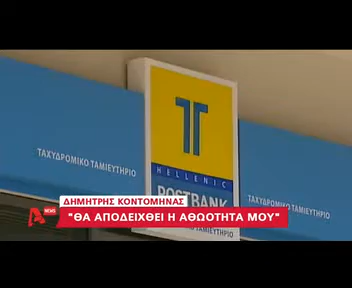 HELLENIC
POSTBANK
ΤΑΧΥΔΡΟΜΙΚΟ ΤΑΜΙΕΥΤΗΡΙΟ
ΤΑΧΥΔΡΟΜΙΚΟ ΤΑΜΙΕΥΤΗΡΙΟ
ΤΑΜΙΕΥΤΗΡΙΟ
ΔΗΜΗΤΡΗΣ ΚΟΝΤΟΜΗΝΑΣ
A NEWS
"ΘΑ ΑΠΟΔΕΙΧΘΕΙ Η ΑΘΩΟΤΗΤΑ ΜΟΥ"